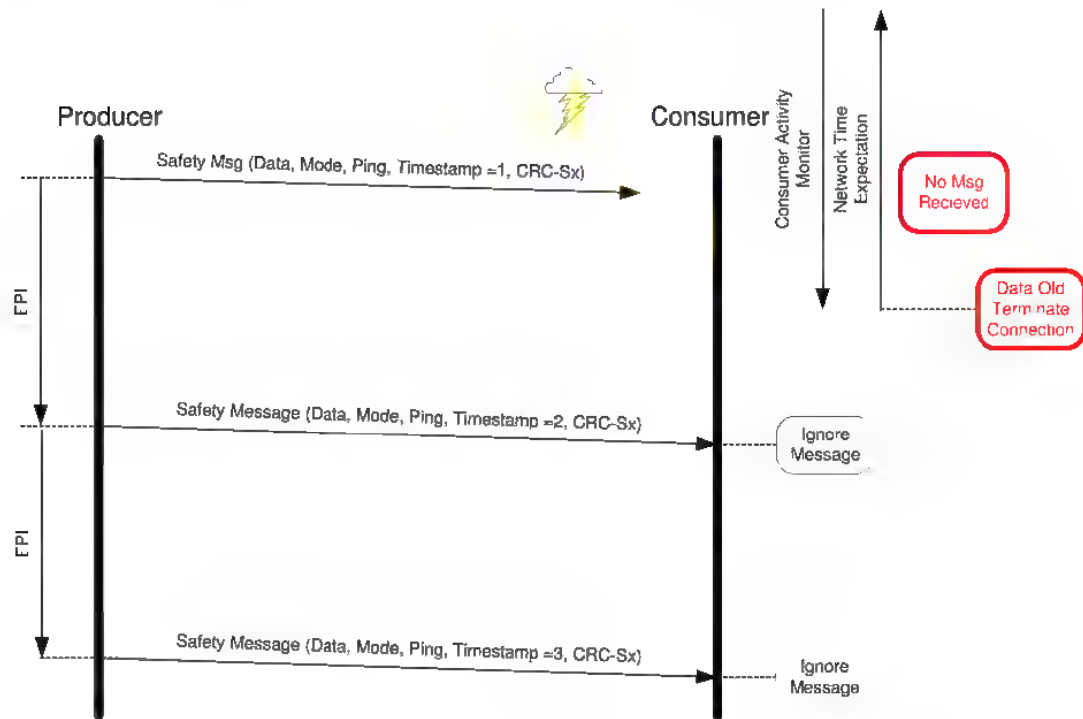 Producer
Consumer
Safety Msg (Data, Mode, Ping, Timestamp =1, CRC-Sx)
Consumer Activity
Monitor
Network Time
Expectation
No Msg
Recieved
Data Old
Terminate
Connection
EPI
Safety Message (Data, Mode, Ping, Timestamp =2, CRC-Sx)
Ignore
Message
EPI
Safety Message (Data, Mode, Ping, Timestamp =3, CRC-Sx)
Ignore
Message